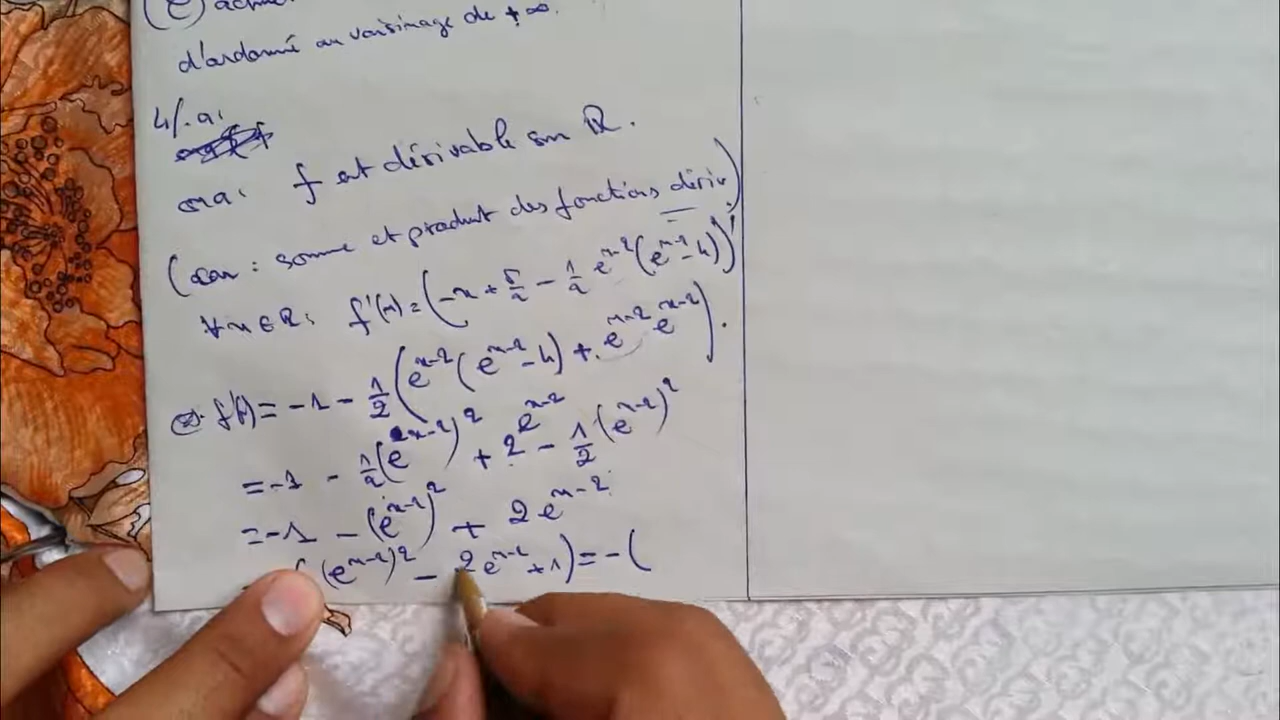 (C) 
d'ordonné au voisinage de +∞.
4/.a.
ona: f est dérivable sur ℝ.
(car : somme et produit des fonctions dériv)
∀x∈ℝ: f'(x) = (-x + 5/2 - 1/2 e^{x-2}(e^{x-2} - 4))'
f'(x) = -1 - 1/2 (e^{x-2}(e^{x-2} - 4) + e^{x-2} e^{x-2}).
= -1 - 1/2 (e^{x-2})^2 + 2 e^{x-2} - 1/2 (e^{x-2})^2
= -1 - (e^{x-2})^2 + 2 e^{x-2}
((e^{x-2})^2 - 2e^{x-2} + 1) = -(